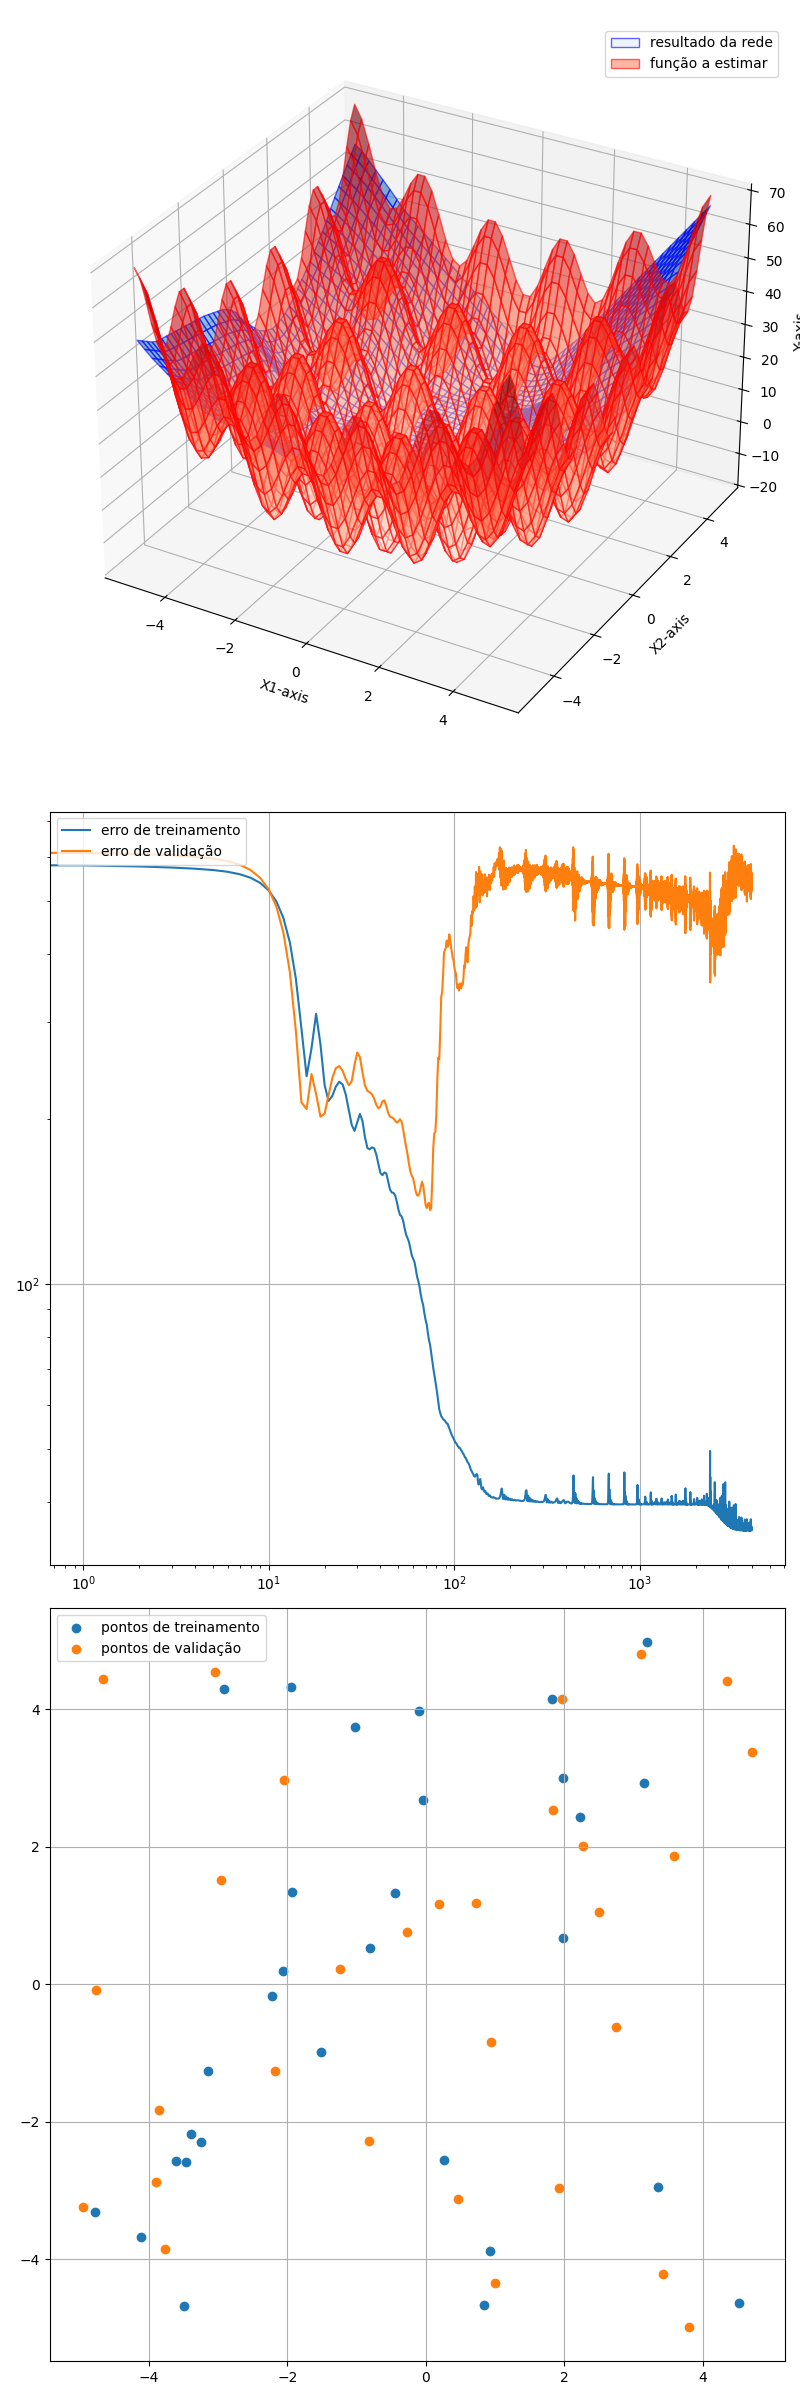 resultado da rede
função a estimar
70
60
50
40
30
20
10
0
−10
−20
Y-axis
4
2
0
−2
−4
X2-axis
−4
−2
0
2
4
X1-axis
erro de treinamento
erro de validação
10²
10⁰ 10¹ 10² 10³
pontos de treinamento
pontos de validação
4
2
0
−2
−4
−4 −2 0 2 4